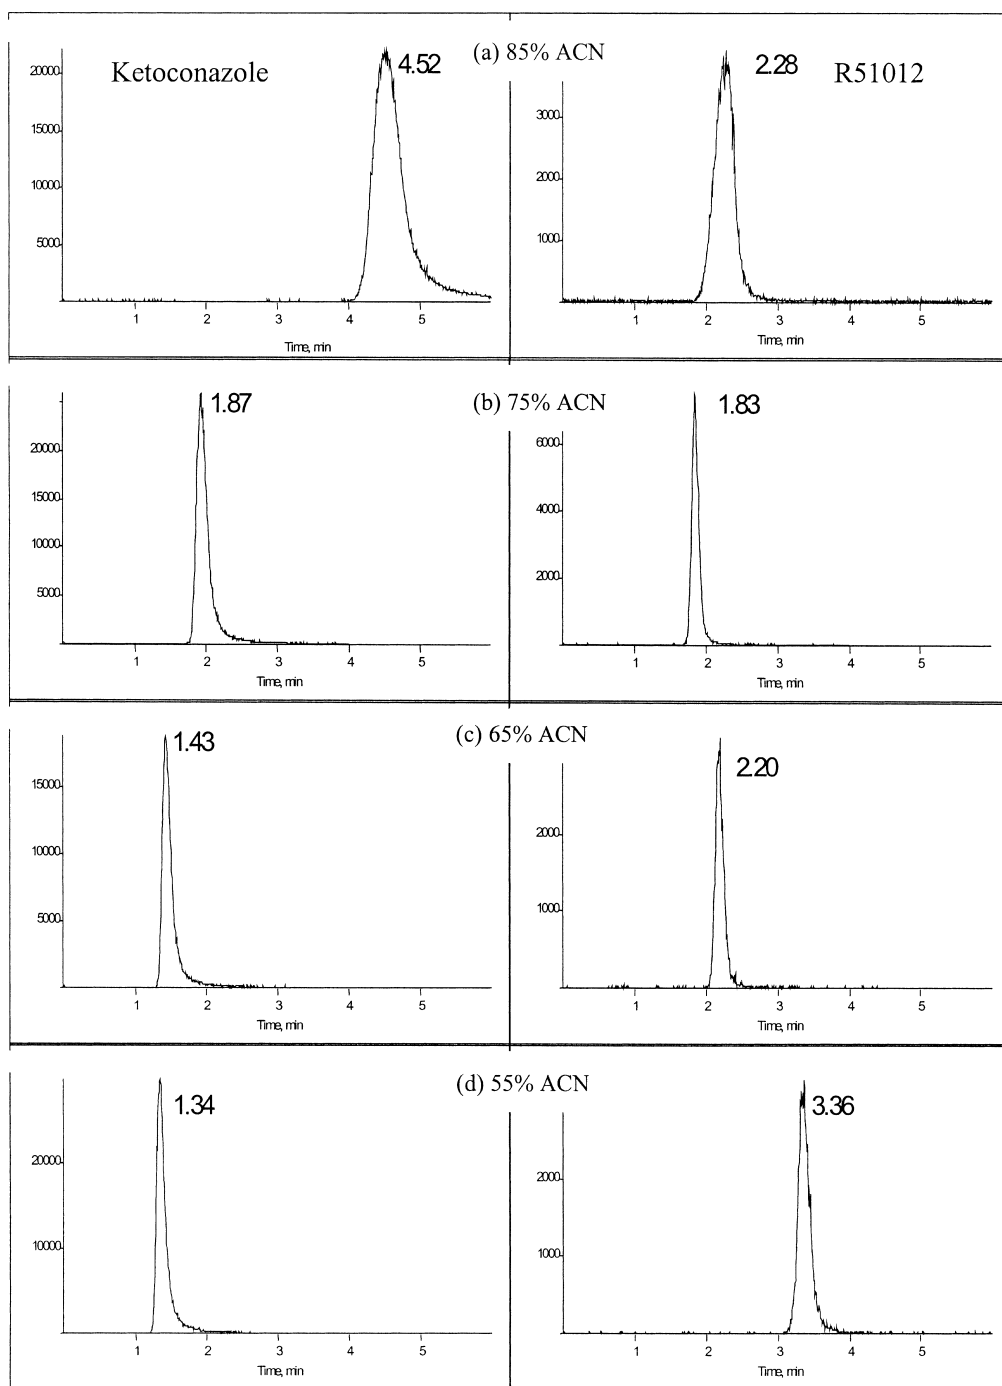 (a) 85% ACN
Ketoconazole
4.52
20000
15000
10000
5000
1 2 3 4 5
Time, min
2.28
R51012
3000
2000
1000
1 2 3 4 5
Time, min
(b) 75% ACN
1.87
20000
15000
10000
5000
1 2 3 4 5
Time, min
1.83
6000
4000
2000
1 2 3 4 5
Time, min
(c) 65% ACN
1.43
15000
10000
5000
1 2 3 4 5
Time, min
2.20
2000
1000
1 2 3 4 5
Time, min
(d) 55% ACN
1.34
20000
10000
1 2 3 4 5
Time, min
3.36
2000
1000
1 2 3 4 5
Time, min